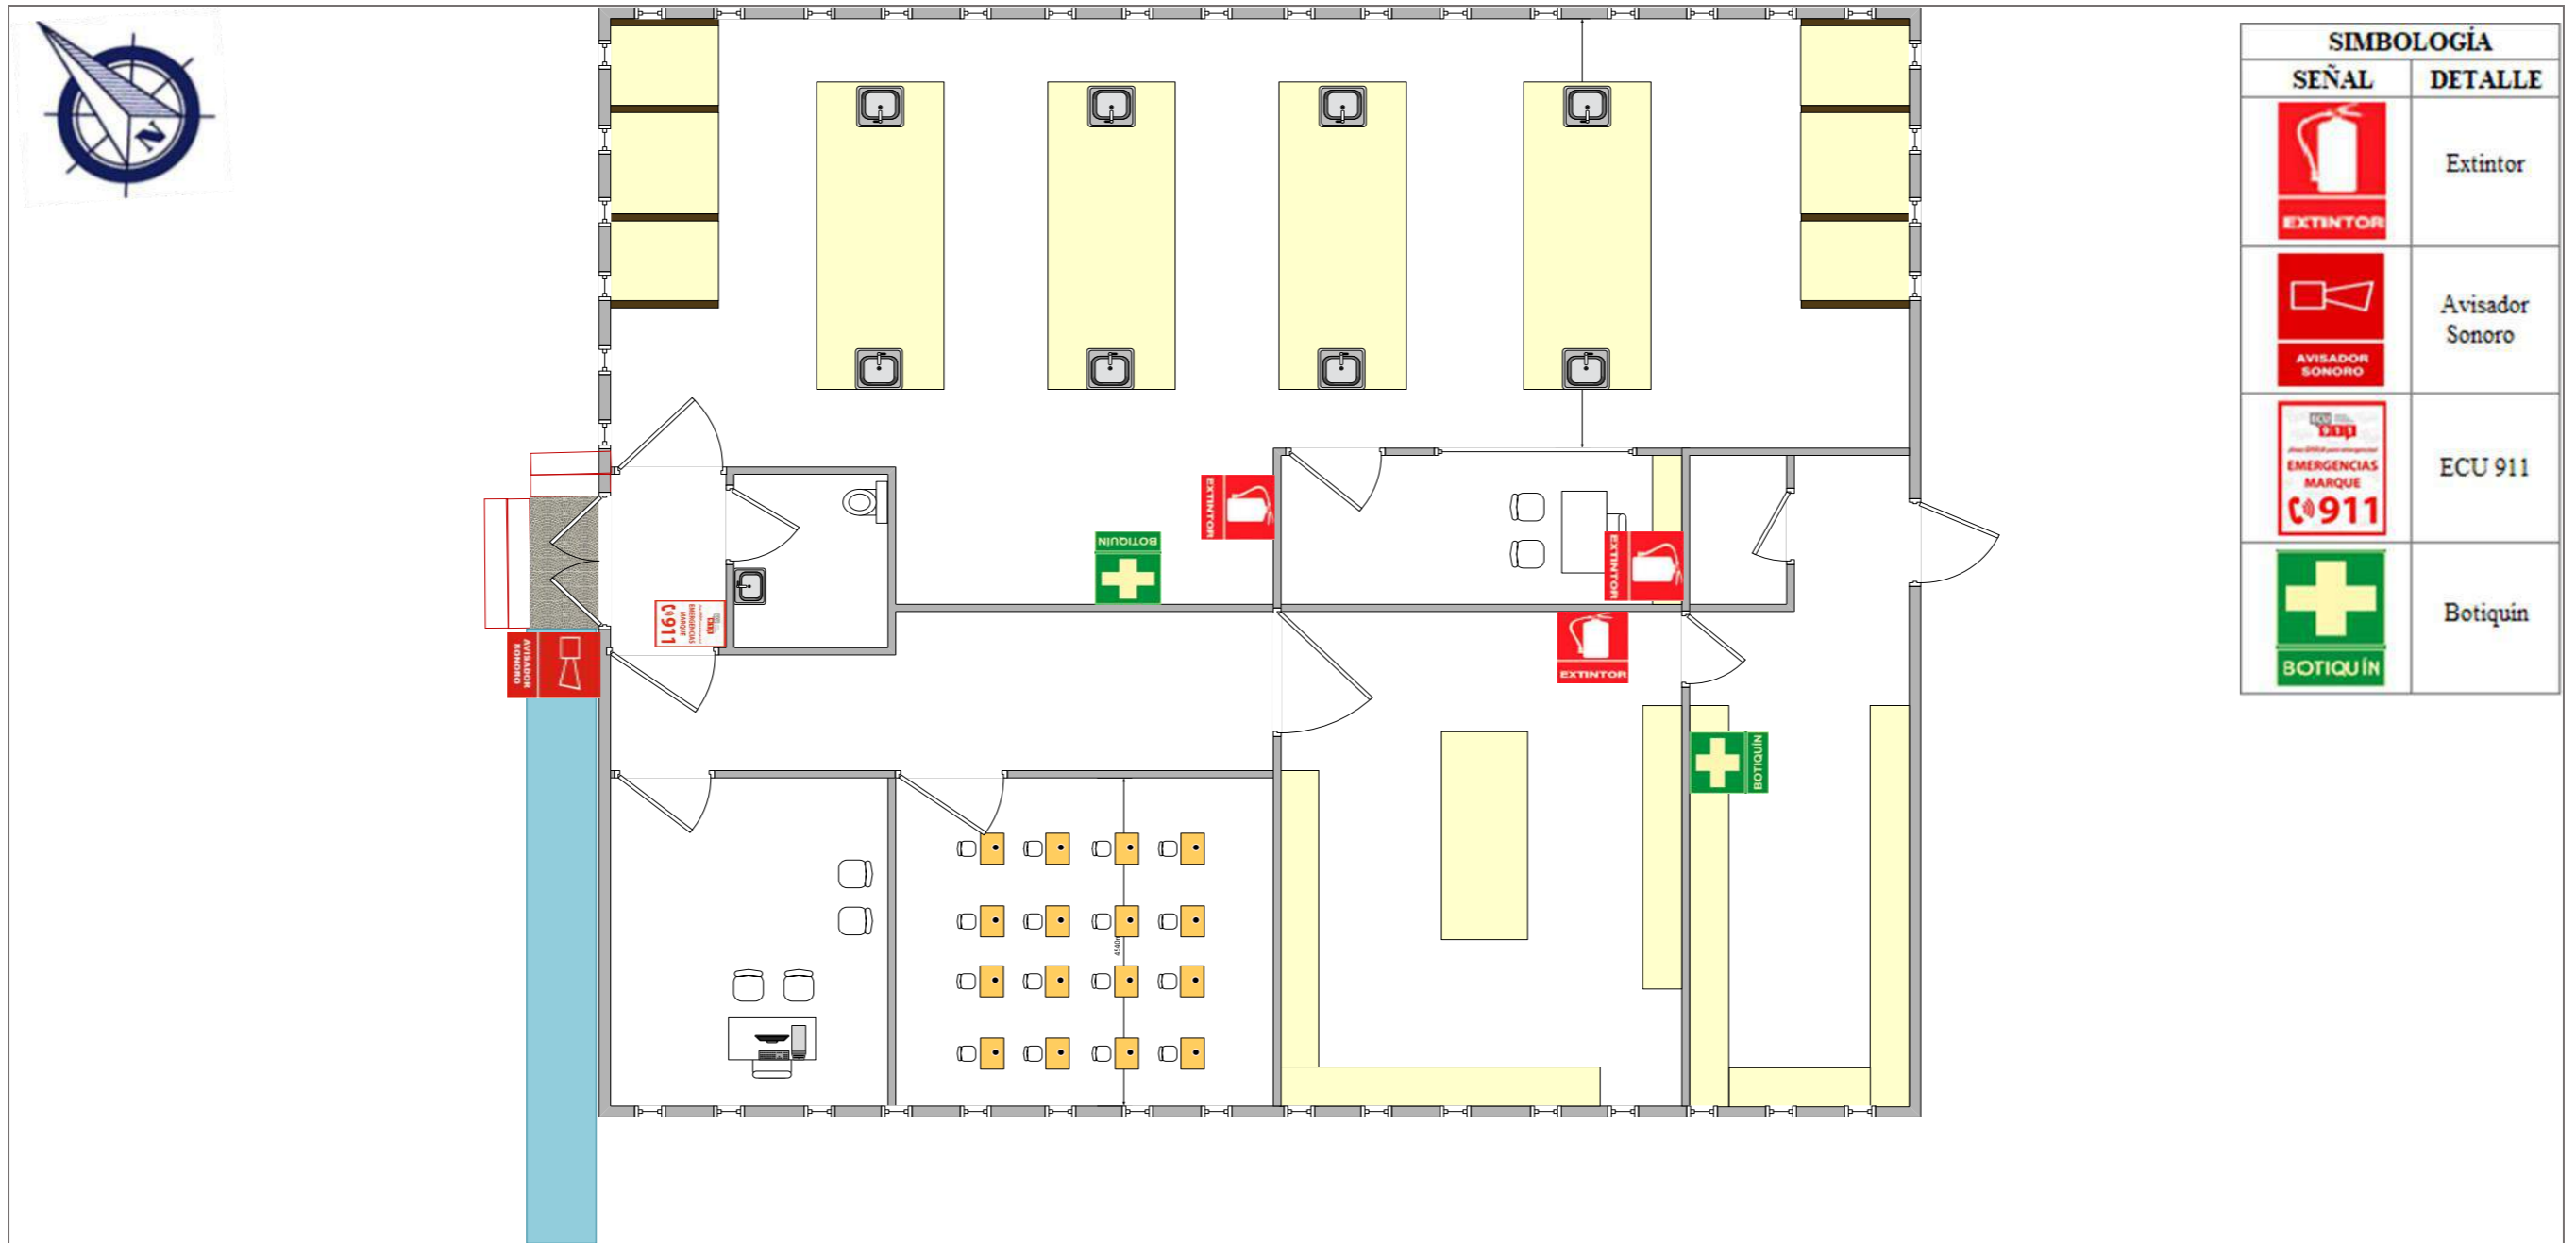 N
SIMBOLOGÍA
SEÑAL DETALLE
EXTINTOR
Extintor
AVISADOR
SONORO
Avisador
Sonoro
EMERGENCIAS
MARQUE
911
ECU 911
BOTIQUÍN
Botiquín
EXTINTOR
BOTIQUÍN
EXTINTOR
EMERGENCIAS
MARQUE
911
EXTINTOR
AVISADOR
SONORO
BOTIQUÍN